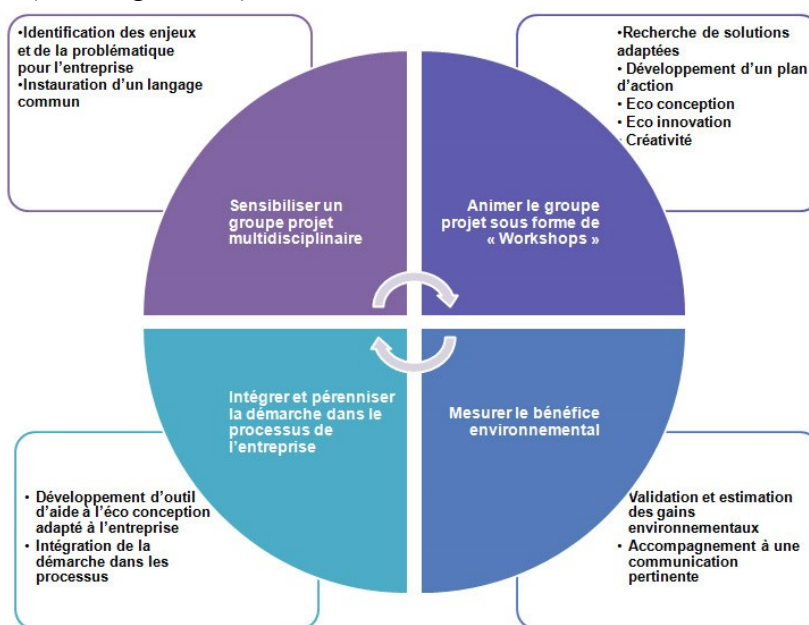 •Identification des enjeux
et de la problématique
pour l'entreprise
•Instauration d'un langage
commun
•Recherche de solutions
adaptées
• Développement d'un plan
d'action
• Eco conception
• Eco innovation
• Créativité
Sensibiliser un
groupe projet
multidisciplinaire
Animer le groupe
projet sous forme de
« Workshops »
Intégrer et pérenniser
la démarche dans le
processus de
l'entreprise
Mesurer le bénéfice
environnemental
• Développement d'outil
d'aide à l'éco conception
adapté à l'entreprise
• Intégration de la
démarche dans les
processus
Validation et estimation
des gains
environnementaux
• Accompagnement à une
communication
pertinente